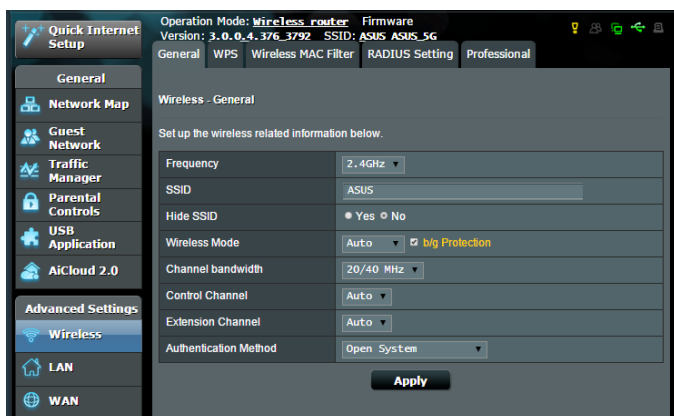 Quick Internet
Setup
Operation Mode: Wireless router Firmware
Version: 3.0.0.4.376_3792 SSID: ASUS ASUS_5G
General WPS Wireless MAC Filter RADIUS Setting Professional
General
Network Map
Guest
Network
Traffic
Manager
Parental
Controls
USB
Application
AiCloud 2.0
Advanced Settings
Wireless
LAN
WAN
Wireless - General
Set up the wireless related information below.
Frequency 2.4GHz
SSID ASUS
Hide SSID Yes No
Wireless Mode Auto b/g Protection
Channel bandwidth 20/40 MHz
Control Channel Auto
Extension Channel Auto
Authentication Method Open System
Apply